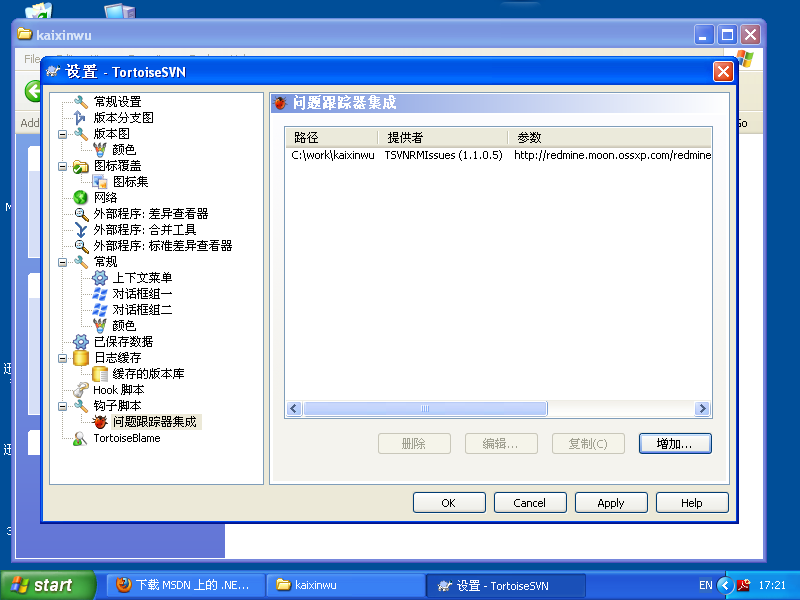 kaixinwu
File
设置 - TortoiseSVN
Add
Go
常规设置
版本分支图
版本图
颜色
图标覆盖
图标集
网络
外部程序: 差异查看器
外部程序: 合并工具
外部程序: 标准差异查看器
常规
上下文菜单
对话框组一
对话框组二
颜色
已保存数据
日志缓存
缓存的版本库
Hook 脚本
钩子脚本
问题跟踪器集成
TortoiseBlame
问题跟踪器集成
路径 提供者 参数
C:\work\kaixinwu TSVNRMIssues (1.1.0.5) http://redmine.moon.ossxp.com/redmine
删除 编辑... 复制(C) 增加...
OK Cancel Apply Help
start 下载 MSDN 上的 .NE... kaixinwu 设置 - TortoiseSVN EN 17:21